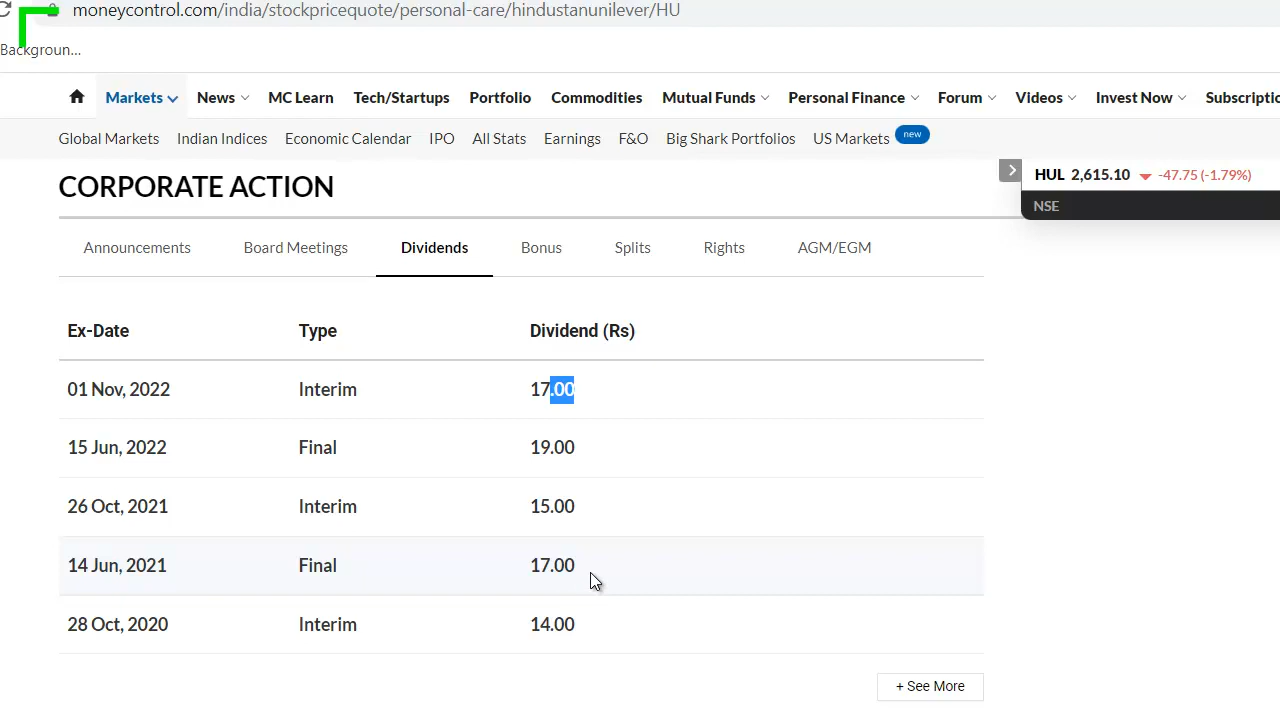 moneycontrol.com/india/stockpricequote/personal-care/hindustanunilever/HU
Backgroun...
Markets News MC Learn Tech/Startups Portfolio Commodities Mutual Funds Personal Finance Forum Videos Invest Now Subscriptio
Global Markets Indian Indices Economic Calendar IPO All Stats Earnings F&O Big Shark Portfolios US Markets new
CORPORATE ACTION
HUL 2,615.10 -47.75 (-1.79%)
NSE
Announcements Board Meetings Dividends Bonus Splits Rights AGM/EGM
Ex-Date Type Dividend (Rs)
01 Nov, 2022 Interim 17.00
15 Jun, 2022 Final 19.00
26 Oct, 2021 Interim 15.00
14 Jun, 2021 Final 17.00
28 Oct, 2020 Interim 14.00
+ See More